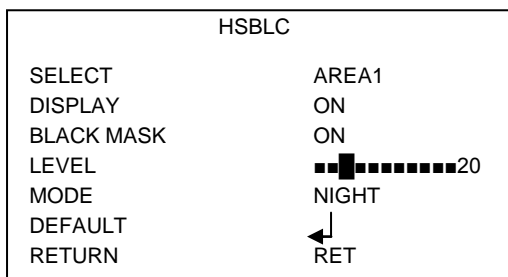 HSBLC
SELECT AREA1
DISPLAY ON
BLACK MASK ON
LEVEL 20
MODE NIGHT
DEFAULT
RETURN RET